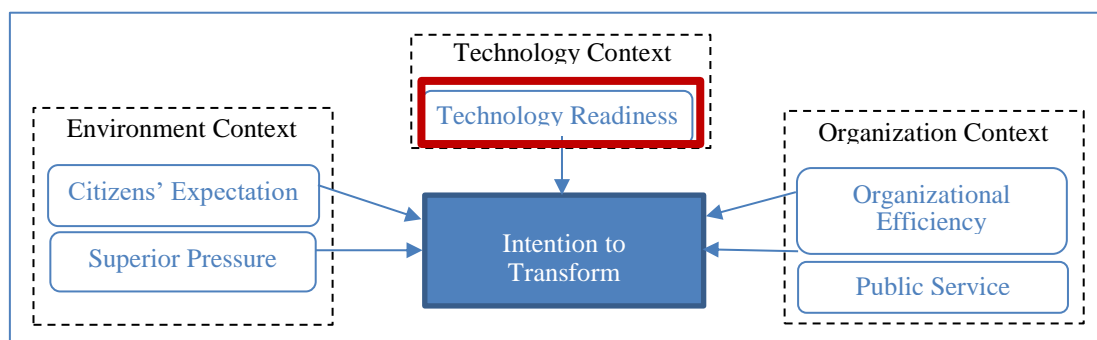 Technology Context
Technology Readiness
Environment Context
Citizens’ Expectation
Superior Pressure
Intention to
Transform
Organization Context
Organizational
Efficiency
Public Service